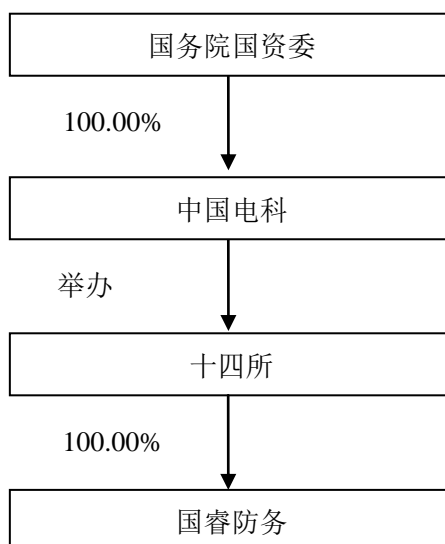 国务院国资委
100.00%
中国电科
举办
十四所
100.00%
国睿防务